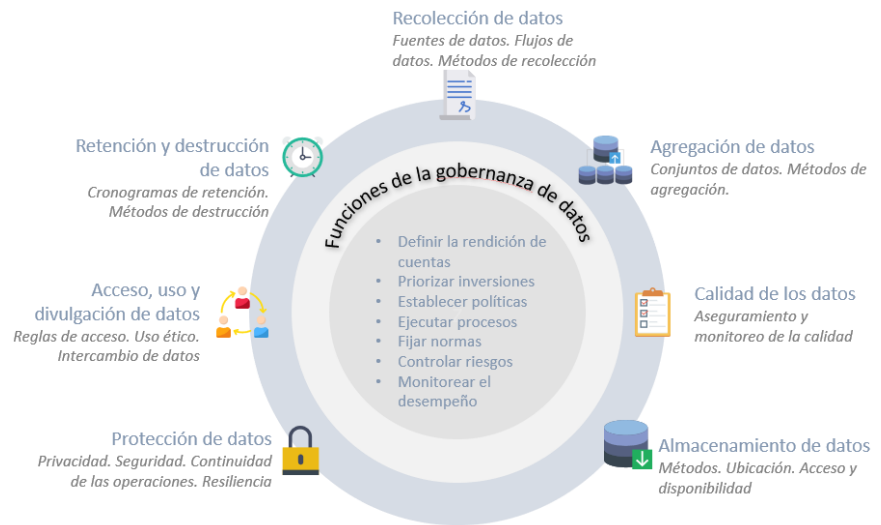 Recolección de datos
Fuentes de datos. Flujos de
datos. Métodos de recolección
Agregación de datos
Conjuntos de datos. Métodos de
agregación.
Calidad de los datos
Aseguramiento y
monitoreo de la calidad
Almacenamiento de datos
Métodos. Ubicación. Acceso y
disponibilidad
Protección de datos
Privacidad. Seguridad. Continuidad
de las operaciones. Resiliencia
Acceso, uso y
divulgación de datos
Reglas de acceso. Uso ético.
Intercambio de datos
Retención y destrucción
de datos
Cronogramas de retención.
Métodos de destrucción
Funciones de la gobernanza de datos
• Definir la rendición de
cuentas
• Priorizar inversiones
• Establecer políticas
• Ejecutar procesos
• Fijar normas
• Controlar riesgos
• Monitorear el
desempeño